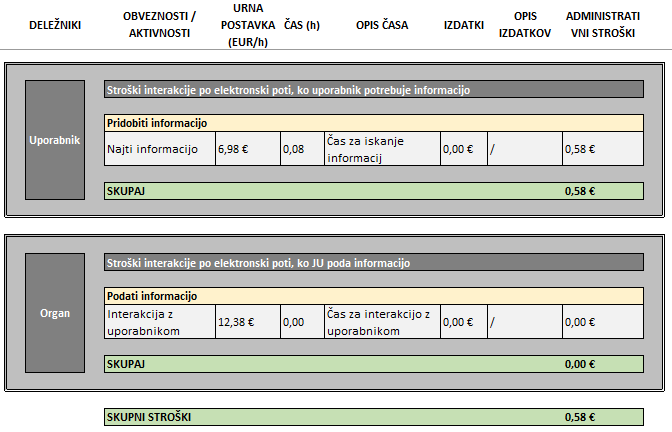 DELEŽNIKI
OBVEZNOSTI /
AKTIVNOSTI
URNA
POSTAVKA
(EUR/h)
ČAS (h)
OPIS ČASA
IZDATKI
OPIS
IZDATKOV
ADMINISTRATI
VNI STROŠKI
Uporabnik
Stroški interakcije po elektronski poti, ko uporabnik potrebuje informacijo
Pridobiti informacijo
Najti informacijo
6,98 €
0,08
Čas za iskanje
informacij
0,00 €
/
0,58 €
SKUPAJ
0,58 €
Organ
Stroški interakcije po elektronski poti, ko JU poda informacijo
Podati informacijo
Interakcija z
uporabnikom
12,38 €
0,00
Čas za interakcijo z
uporabnikom
0,00 €
/
0,00 €
SKUPAJ
0,00 €
SKUPNI STROŠKI
0,58 €